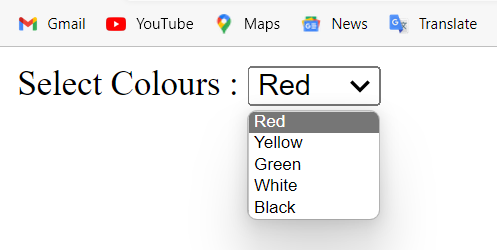 Gmail YouTube Maps News Translate
Select Colours : Red
Red
Yellow
Green
White
Black